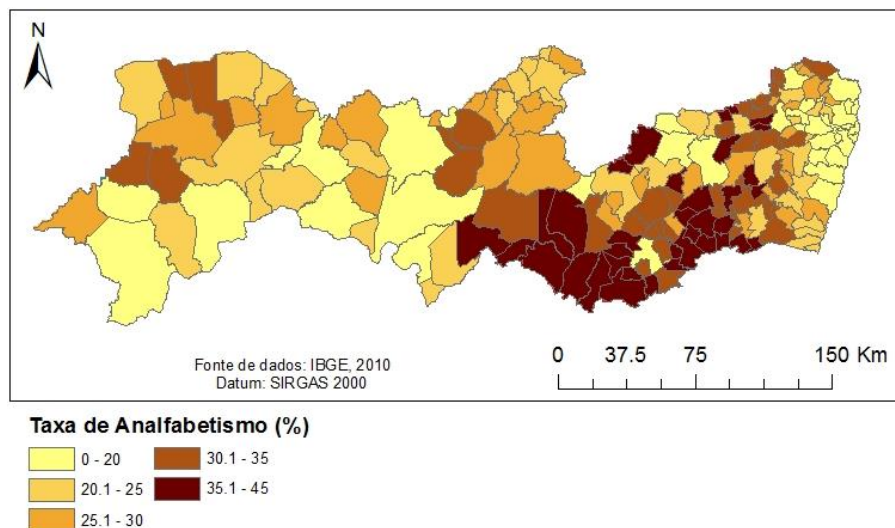 N
Fonte de dados: IBGE, 2010
Datum: SIRGAS 2000
0 37.5 75 150 Km
Taxa de Analfabetismo (%)
0 - 20
20.1 - 25
25.1 - 30
30.1 - 35
35.1 - 45